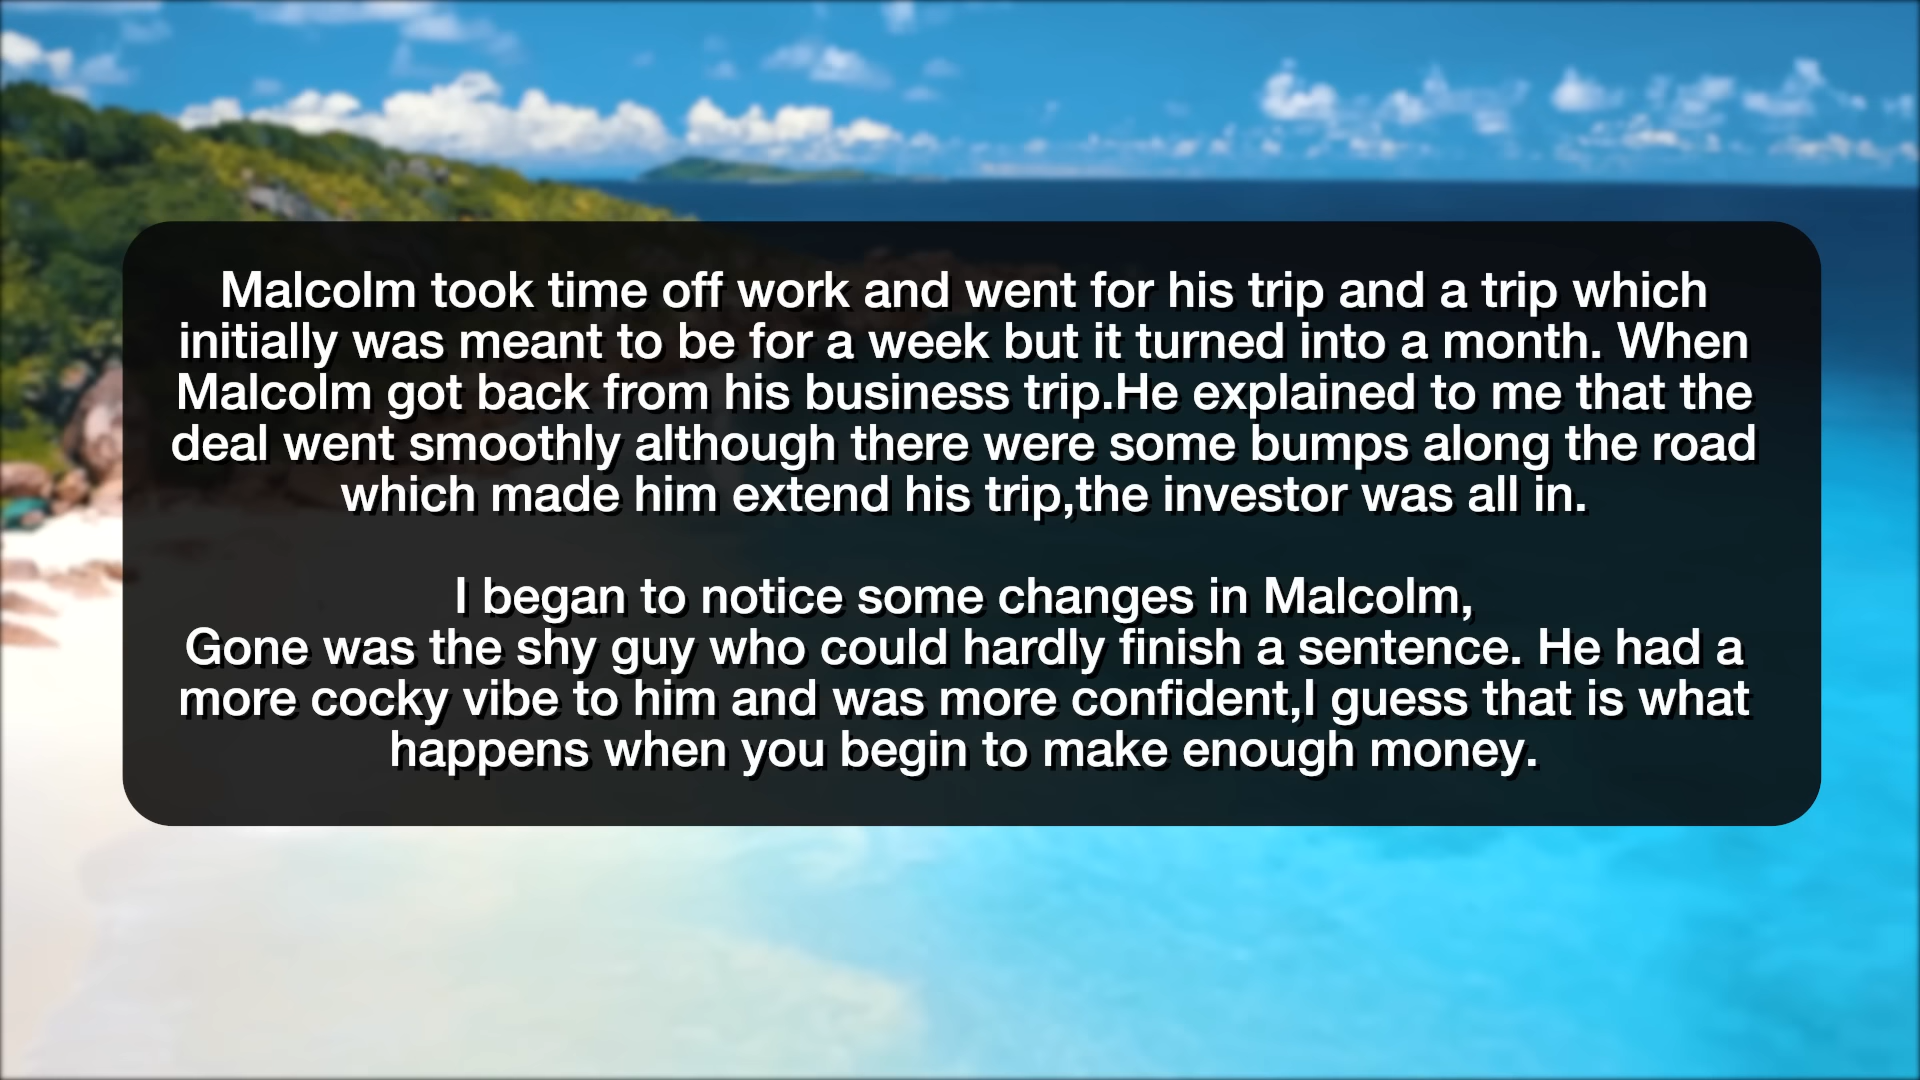 Malcolm took time off work and went for his trip and a trip which
initially was meant to be for a week but it turned into a month. When
Malcolm got back from his business trip.He explained to me that the
deal went smoothly although there were some bumps along the road
which made him extend his trip,the investor was all in.
I began to notice some changes in Malcolm,
Gone was the shy guy who could hardly finish a sentence. He had a
more cocky vibe to him and was more confident,I guess that is what
happens when you begin to make enough money.